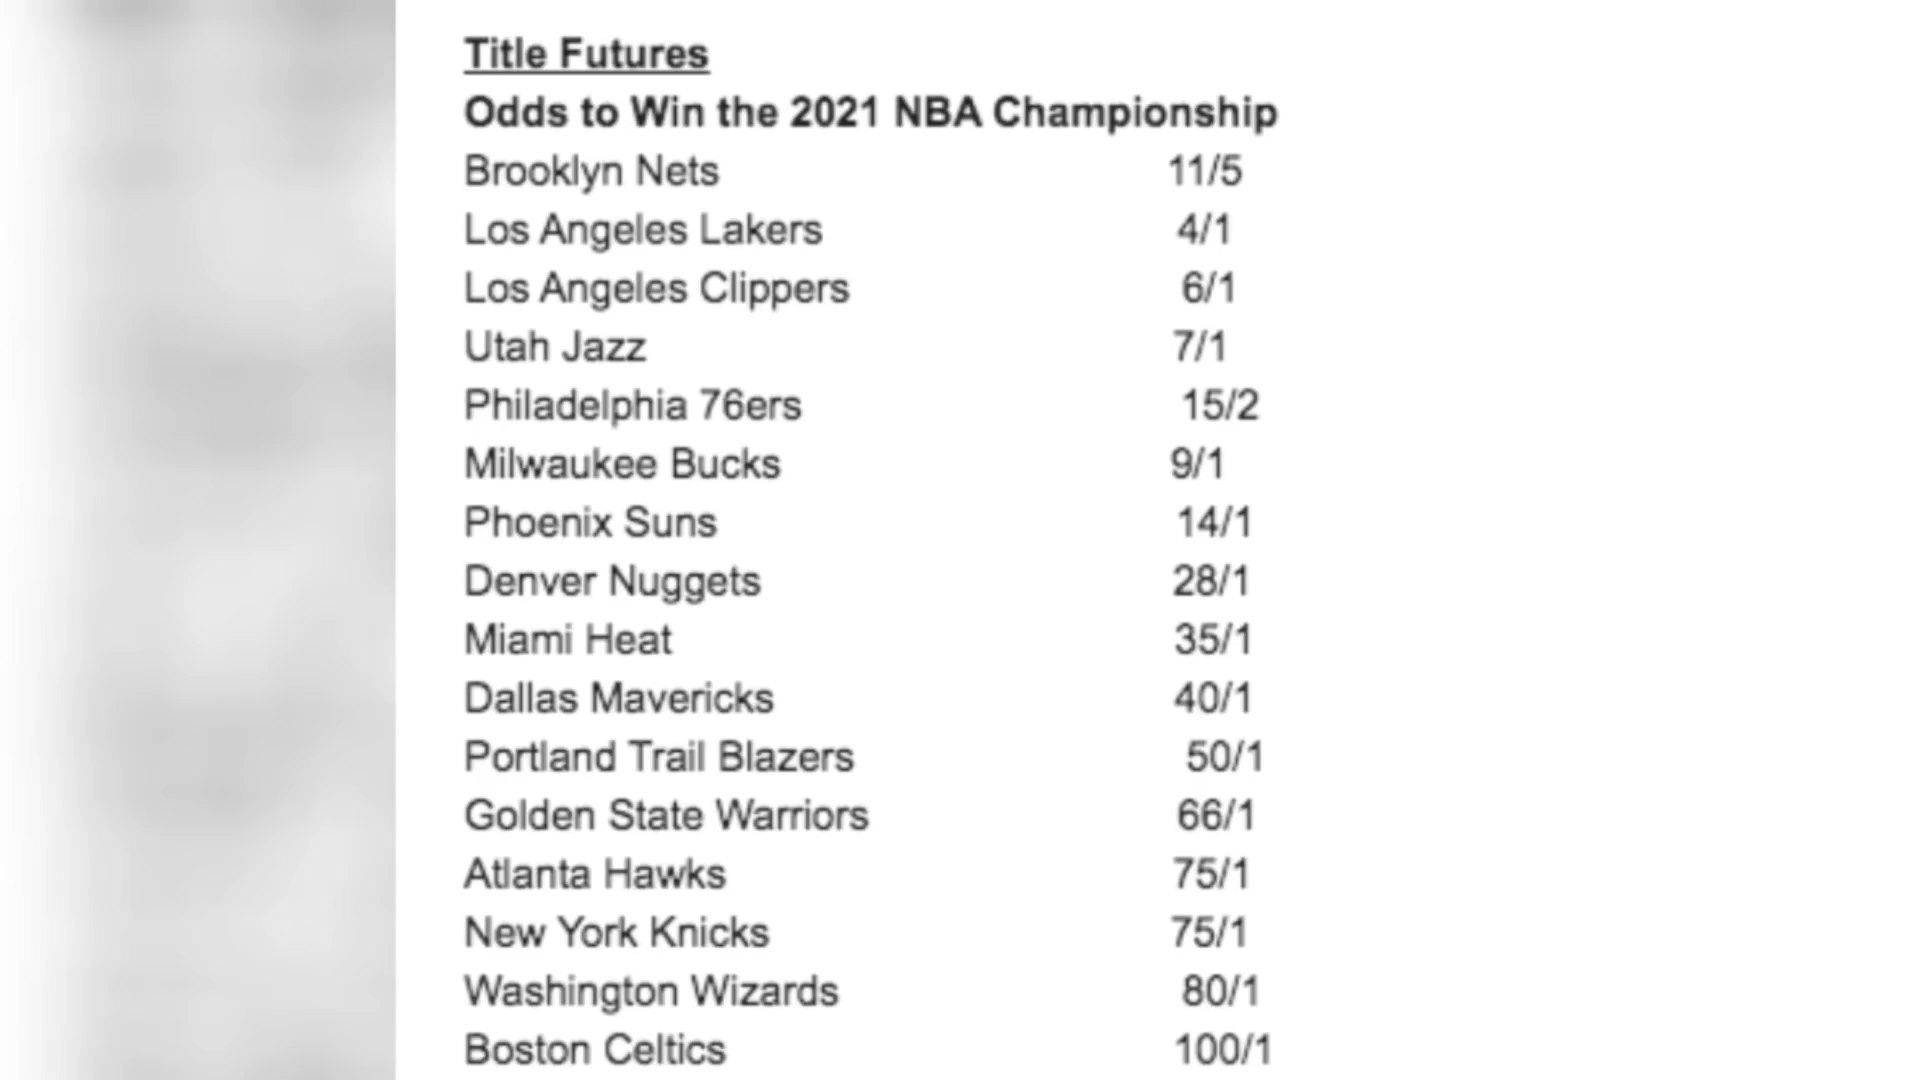 Title Futures
Odds to Win the 2021 NBA Championship
Brooklyn Nets 11/5
Los Angeles Lakers 4/1
Los Angeles Clippers 6/1
Utah Jazz 7/1
Philadelphia 76ers 15/2
Milwaukee Bucks 9/1
Phoenix Suns 14/1
Denver Nuggets 28/1
Miami Heat 35/1
Dallas Mavericks 40/1
Portland Trail Blazers 50/1
Golden State Warriors 66/1
Atlanta Hawks 75/1
New York Knicks 75/1
Washington Wizards 80/1
Boston Celtics 100/1